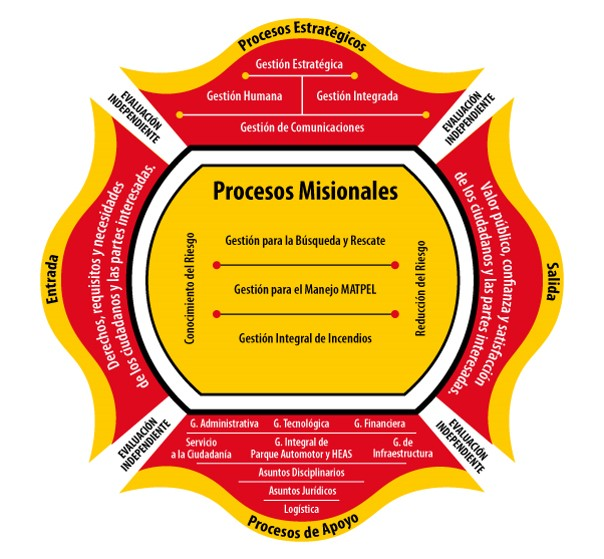 Procesos Estratégicos
Gestión Estratégica
Gestión Humana
Gestión Integrada
Gestión de Comunicaciones
EVALUACIÓN
INDEPENDIENTE
EVALUACIÓN
INDEPENDIENTE
Entrada
Derechos, requisitos y necesidades
de los ciudadanos y las partes interesadas.
Procesos Misionales
Conocimiento del Riesgo
Gestión para la Búsqueda y Rescate
Gestión para el Manejo MATPEL
Gestión Integral de Incendios
Reducción del Riesgo
Valor público, confianza y satisfacción
de los ciudadanos y las partes interesadas.
Salida
EVALUACIÓN
INDEPENDIENTE
EVALUACIÓN
INDEPENDIENTE
G. Administrativa
G. Tecnológica
G. Financiera
Servicio
a la Ciudadanía
G. Integral de
Parque Automotor y HEAS
G. de
Infraestructura
Asuntos Disciplinarios
Asuntos Jurídicos
Logística
Procesos de Apoyo